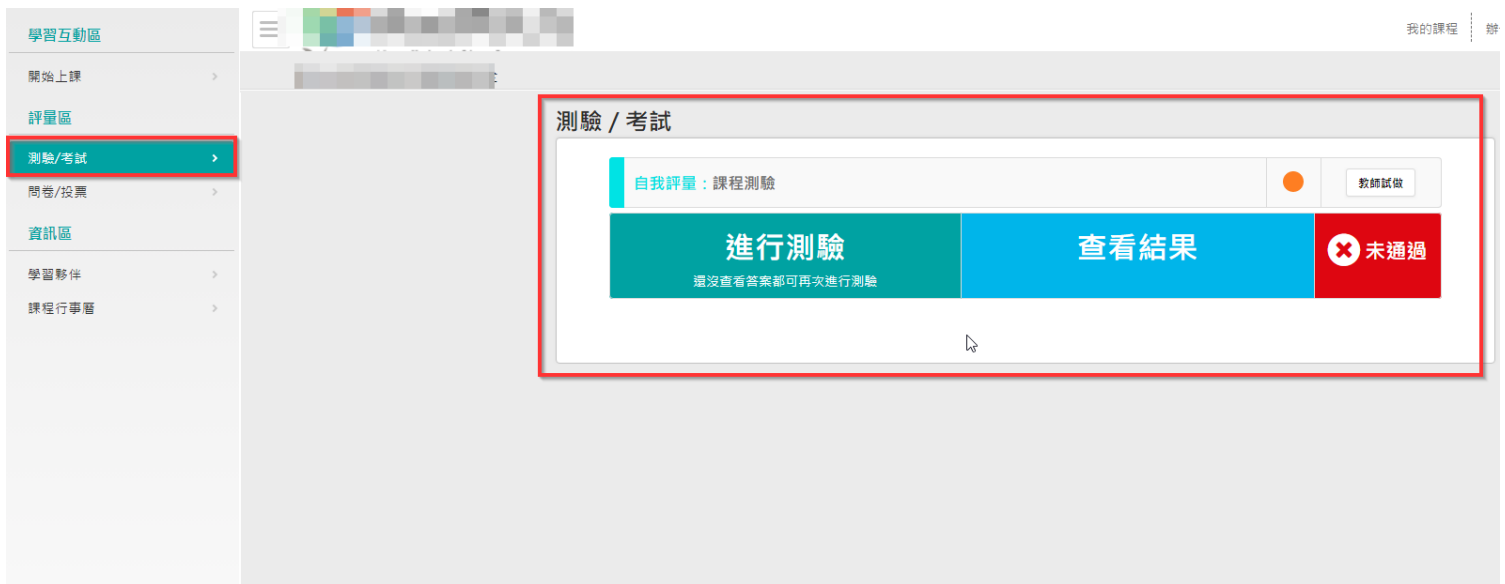 學習互動區
開始上課
評量區
測驗/考試
問卷/投票
資訊區
學習夥伴
課程行事曆
我的課程
測驗 / 考試
自我評量：課程測驗
教師試做
進行測驗
還沒查看答案都可再次進行測驗
查看結果
未通過